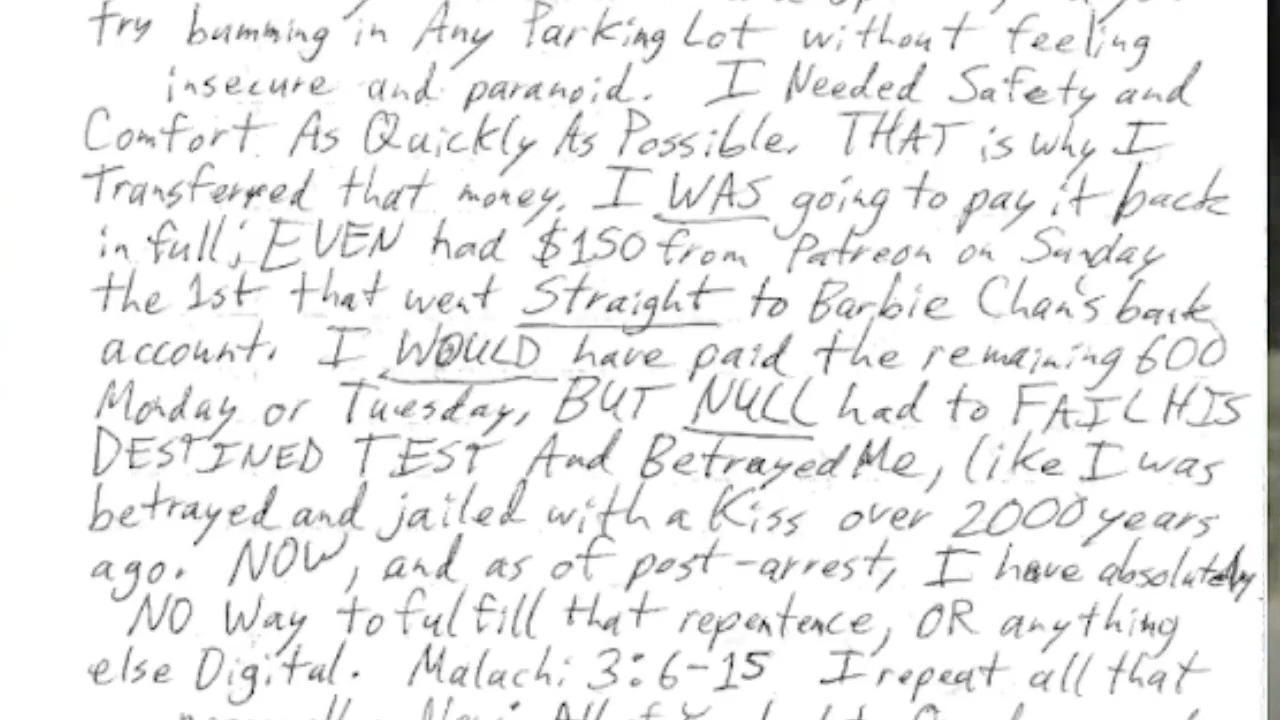 try bumming in Any Parking Lot without feeling
insecure and paranoid. I Needed Safety and
Comfort As Quickly As Possible. THAT is why I
Transferred that money. I WAS going to pay it back
in full; EVEN had $150 from Patreon on Sunday
the 1st that went Straight to Barbie Chan's bank
account. I WOULD have paid the remaining 600
Monday or Tuesday, BUT NULL had to FAIL HIS
DESTINED TEST And Betrayed Me, like I was
betrayed and jailed with a Kiss over 2000 years
ago. NOW, and as of post-arrest, I have absolutely
NO Way to fulfill that repentence, OR anything
else Digital. Malachi 3:6-15 I repeat all that